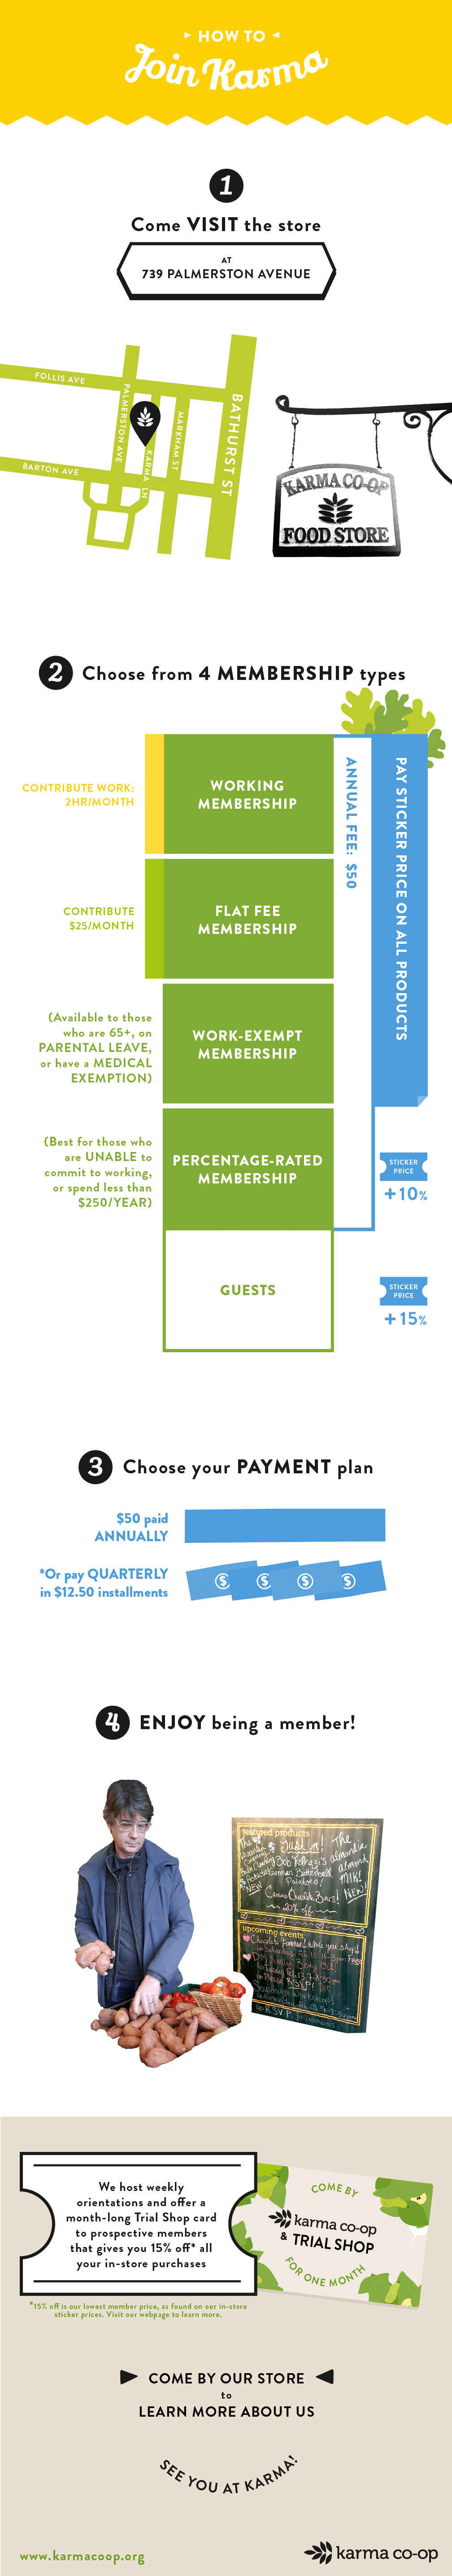 HOW TO
Join Karma
1
Come VISIT the store
AT
739 PALMERSTON AVENUE
FOLLIS AVE
PALMERSTON AVE
KARMA LN
MARKHAM ST
BATHURST ST
BARTON AVE
KARMA CO-OP
FOOD STORE
2 Choose from 4 MEMBERSHIP types
CONTRIBUTE WORK:
2HR/MONTH
WORKING
MEMBERSHIP
ANNUAL FEE: $50
PAY STICKER PRICE ON ALL PRODUCTS
CONTRIBUTE
$25/MONTH
FLAT FEE
MEMBERSHIP
(Available to those
who are 65+, on
PARENTAL LEAVE,
or have a MEDICAL
EXEMPTION)
WORK-EXEMPT
MEMBERSHIP
(Best for those who
are UNABLE to
commit to working,
or spend less than
$250/YEAR)
PERCENTAGE-RATED
MEMBERSHIP
STICKER
PRICE
+10%
GUESTS
STICKER
PRICE
+15%
3 Choose your PAYMENT plan
$50 paid
ANNUALLY
*Or pay QUARTERLY
in $12.50 installments
$ $ $ $
4 ENJOY being a member!
featured products
Just in!
The
almond
Milk!
NEW!
20% off
upcoming events
We host weekly
orientations and offer a
month-long Trial Shop card
to prospective members
that gives you 15% off* all
your in-store purchases
COME BY
karma co-op
& TRIAL SHOP
FOR ONE MONTH
*15% off is our lowest member price, as found on our in-store
sticker prices. Visit our webpage to learn more.
COME BY OUR STORE
to
LEARN MORE ABOUT US
SEE YOU AT KARMA!
www.karmacoop.org
karma co-op